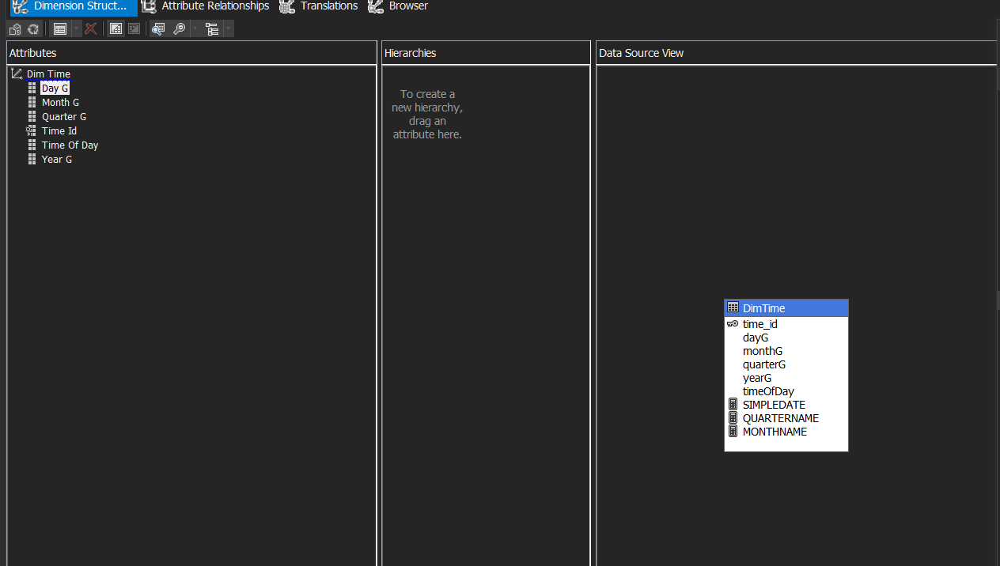 Dimension Struct... Attribute Relationships Translations Browser
Attributes
Dim Time
Day G
Month G
Quarter G
Time Id
Time Of Day
Year G
Hierarchies
To create a
new hierarchy,
drag an
attribute here.
Data Source View
DimTime
time_id
dayG
monthG
quarterG
yearG
timeOfDay
SIMPLEDATE
QUARTERNAME
MONTHNAME